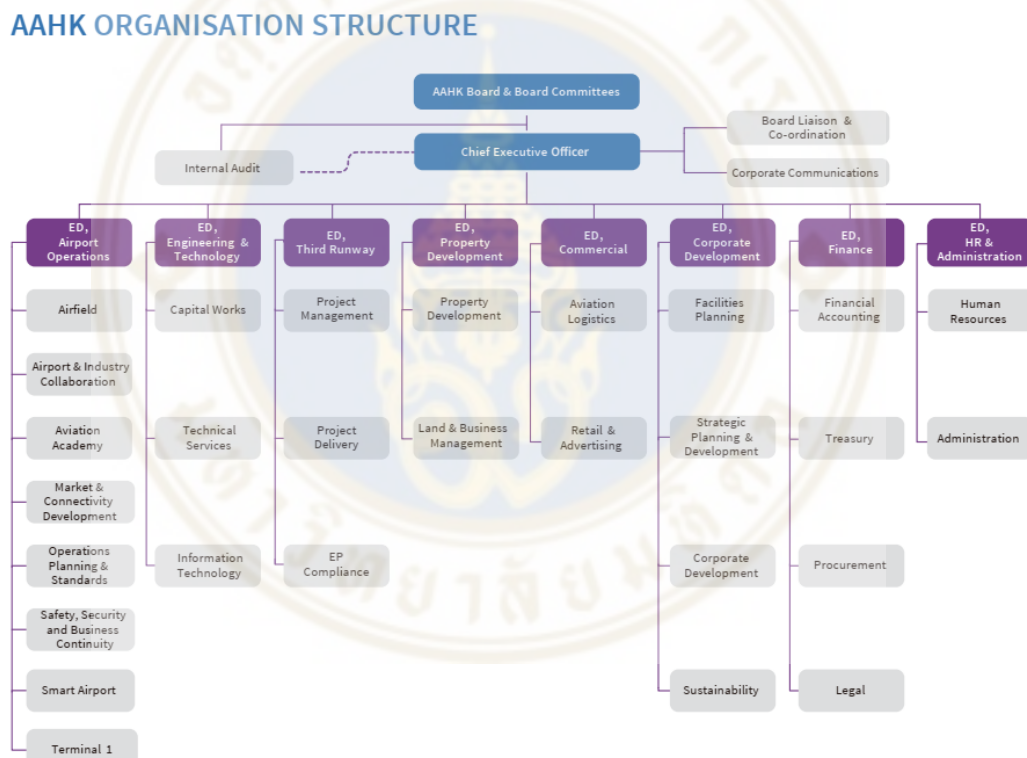 AAHK ORGANISATION STRUCTURE
AAHK Board & Board Committees
Board Liaison &
Co-ordination
Chief Executive Officer
Internal Audit
Corporate Communications
ED,
Airport
Operations
ED,
Engineering &
Technology
ED,
Third Runway
ED,
Property
Development
ED,
Commercial
ED,
Corporate
Development
ED,
Finance
ED,
HR &
Administration
Airfield
Capital Works
Project
Management
Property
Development
Aviation
Logistics
Facilities
Planning
Financial
Accounting
Human
Resources
Airport & Industry
Collaboration
Aviation
Academy
Technical
Services
Project
Delivery
Land & Business
Management
Retail &
Advertising
Strategic
Planning &
Development
Treasury
Administration
Market &
Connectivity
Development
Operations
Planning &
Standards
Information
Technology
EP
Compliance
Corporate
Development
Procurement
Safety, Security
and Business
Continuity
Smart Airport
Sustainability
Legal
Terminal 1